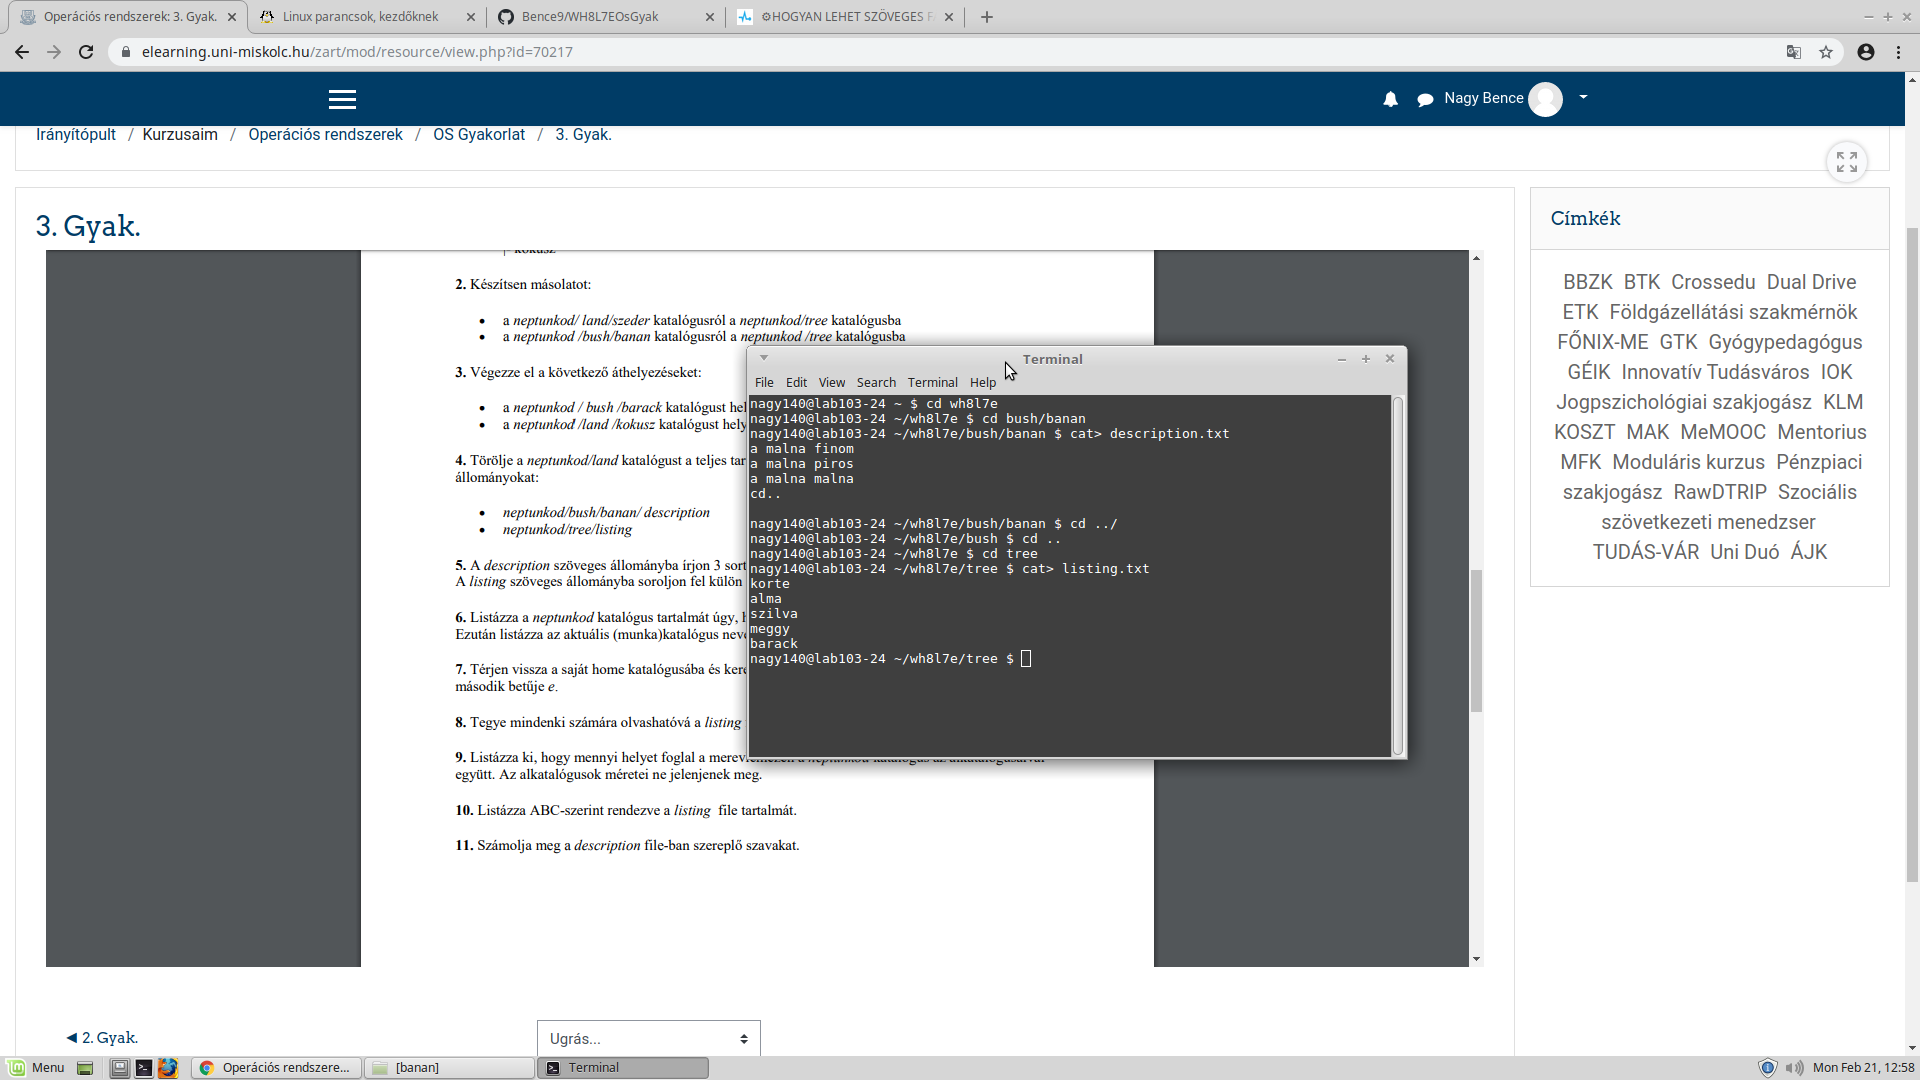 Operációs rendszerek: 3. Gyak.
Linux parancsok, kezdőknek
Bence9/WH8L7EOsGyak
HOGYAN LEHET SZÖVEGES F
elearning.uni-miskolc.hu/zart/mod/resource/view.php?id=70217
Nagy Bence
Irányítópult / Kurzusaim / Operációs rendszerek / OS Gyakorlat / 3. Gyak.
3. Gyak.
kokusz
2. Készítsen másolatot:
• a neptunkod/ land/szeder katalógusról a neptunkod/tree katalógusba
• a neptunkod /bush/banan katalógusról a neptunkod /tree katalógusba
3. Végezze el a következő áthelyezéseket:
• a neptunkod / bush /barack katalógust hel
• a neptunkod /land /kokusz katalógust hely
4. Törölje a neptunkod/land katalógust a teljes tar
állományokat:
• neptunkod/bush/banan/ description
• neptunkod/tree/listing
5. A description szöveges állományba írjon 3 sort
A listing szöveges állományba soroljon fel külön
6. Listázza a neptunkod katalógus tartalmát úgy, h
Ezután listázza az aktuális (munka)katalógus neve
7. Térjen vissza a saját home katalógusába és kere
második betűje e.
8. Tegye mindenki számára olvashatóvá a listing
9. Listázza ki, hogy mennyi helyet foglal a merevlemezen a neptunkod katalógus az alkatalógusaival
együtt. Az alkatalógusok méretei ne jelenjenek meg.
10. Listázza ABC-szerint rendezve a listing file tartalmát.
11. Számolja meg a description file-ban szereplő szavakat.
Terminal
File Edit View Search Terminal Help
nagy140@lab103-24 ~ $ cd wh8l7e
nagy140@lab103-24 ~/wh8l7e $ cd bush/banan
nagy140@lab103-24 ~/wh8l7e/bush/banan $ cat> description.txt
a malna finom
a malna piros
a malna malna
cd..
nagy140@lab103-24 ~/wh8l7e/bush/banan $ cd ../
nagy140@lab103-24 ~/wh8l7e/bush $ cd ..
nagy140@lab103-24 ~/wh8l7e $ cd tree
nagy140@lab103-24 ~/wh8l7e/tree $ cat> listing.txt
korte
alma
szilva
meggy
barack
nagy140@lab103-24 ~/wh8l7e/tree $
Címkék
BBZK BTK Crossedu Dual Drive
ETK Földgázellátási szakmérnök
FŐNIX-ME GTK Gyógypedagógus
GÉIK Innovatív Tudásváros IOK
Jogpszichológiai szakjogász KLM
KOSZT MAK MeMOOC Mentorius
MFK Moduláris kurzus Pénzpiaci
szakjogász RawDTRIP Szociális
szövetkezeti menedzser
TUDÁS-VÁR Uni Duó ÁJK
◄ 2. Gyak.
Ugrás...
Menu
Operációs rendszere...
[banan]
Terminal
Mon Feb 21, 12:58